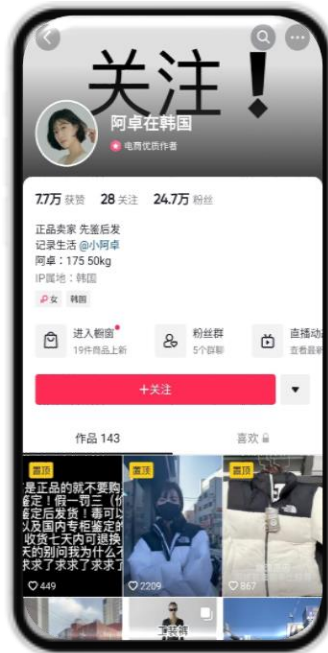 关注！
阿卓在韩国
电商优质作者
7.7万 获赞 28 关注 24.7万 粉丝
正品卖家 先鉴后发
记录生活 @小阿卓
阿卓：175 50kg
IP属地：韩国
女 韩国
进入橱窗
19件商品上新
粉丝群
5个群聊
直播动
查看最新
+关注
作品 143
喜欢
置顶
置顶
置顶
是正品的就不要购
鉴定！假一罚三（价
鉴定后发货！毒可以
以及国内专柜鉴定的
收货七天内可退换
天的别问我为什么不
求求了求求了求求了
449
2209
867